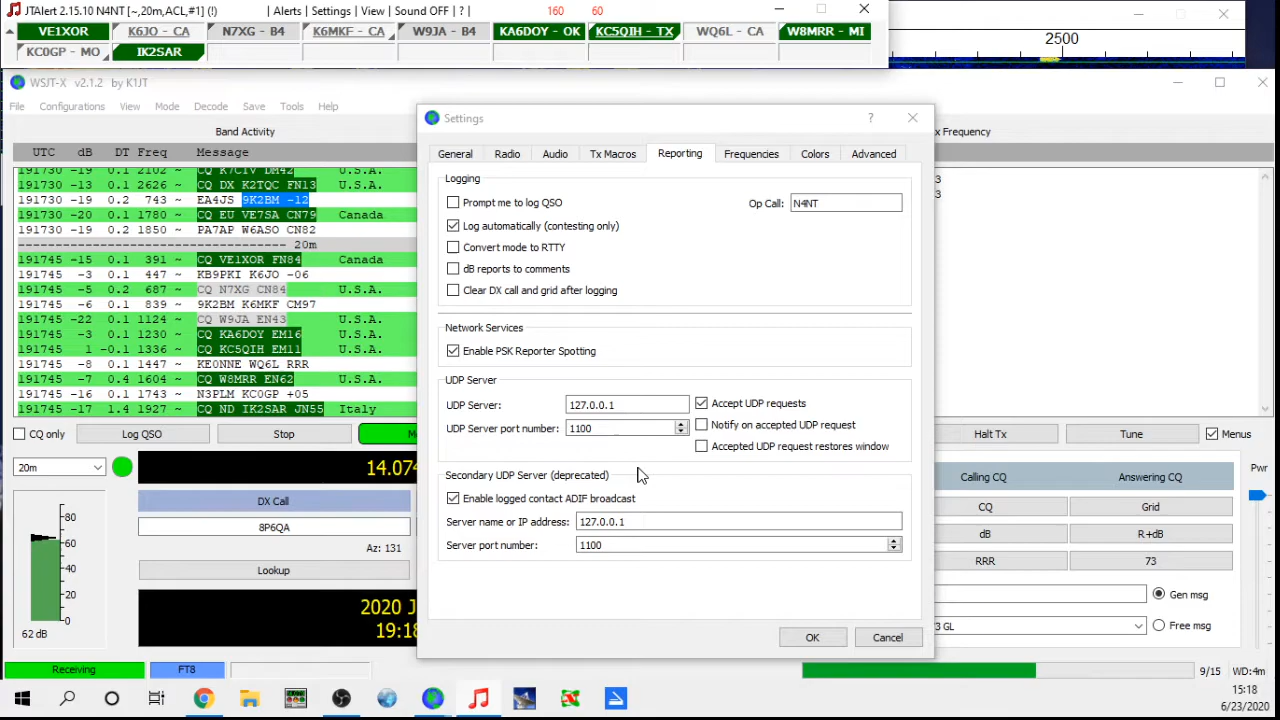 JTAlert 2.15.10 N4NT [~,20m,ACL,#1] (!) | Alerts | Settings | View | Sound OFF | ? | 160 60
VE1XOR K6JO - CA N7XG - B4 K6MKF - CA W9JA - B4 KA6DOY - OK KC5QIH - TX WQ6L - CA W8MRR - MI
KC0GP - MO IK2SAR
2500
WSJT-X v2.1.2 by K1JT
File Configurations View Mode Decode Save Tools Help
Band Activity
x Frequency
UTC dB DT Freq Message
191730 -19 0.1 2102 ~ CQ K7CTV DM42 U.S.A.
191730 -13 0.1 2626 ~ CQ DX K2TQC FN13 U.S.A.
191730 -19 0.2 743 ~ EA4JS 9K2BM -12
191730 -20 0.1 1780 ~ CQ EU VE7SA CN79 Canada
191730 -19 0.2 1850 ~ PA7AP W6ASO CN82
------------------------------ 20m
191745 -15 0.1 391 ~ CQ VE1XOR FN84 Canada
191745 -3 0.1 447 ~ KB9PKI K6JO -06
191745 -5 0.2 687 ~ CQ N7XG CN84 U.S.A.
191745 -6 0.1 839 ~ 9K2BM K6MKF CM97
191745 -22 0.1 1124 ~ CQ W9JA EN43 U.S.A.
191745 -3 0.1 1230 ~ CQ KA6DOY EM16 U.S.A.
191745 1 -0.1 1336 ~ CQ KC5QIH EM11 U.S.A.
191745 -8 0.1 1447 ~ KE0NNE WQ6L RRR
191745 -7 0.4 1604 ~ CQ W8MRR EN62 U.S.A.
191745 -16 0.1 1743 ~ N3PLM KC0GP +05
191745 -17 1.4 1927 ~ CQ ND IK2SAR JN55 Italy
3
3
CQ only Log QSO Stop M
Halt Tx Tune Menus
20m 14.074
DX Call
8P6QA
Az: 131
Lookup
2020 J
19:18
80
60
40
20
0
62 dB
Calling CQ Answering CQ Pwr
CQ Grid
dB R+dB
RRR 73
Gen msg
3 GL Free msg
Receiving FT8 9/15 WD:4m
Settings ?
General Radio Audio Tx Macros Reporting Frequencies Colors Advanced
Logging
Prompt me to log QSO Op Call: N4NT
Log automatically (contesting only)
Convert mode to RTTY
dB reports to comments
Clear DX call and grid after logging
Network Services
Enable PSK Reporter Spotting
UDP Server
UDP Server: 127.0.0.1 Accept UDP requests
UDP Server port number: 1100 Notify on accepted UDP request
Accepted UDP request restores window
Secondary UDP Server (deprecated)
Enable logged contact ADIF broadcast
Server name or IP address: 127.0.0.1
Server port number: 1100
OK Cancel
15:18
6/23/2020